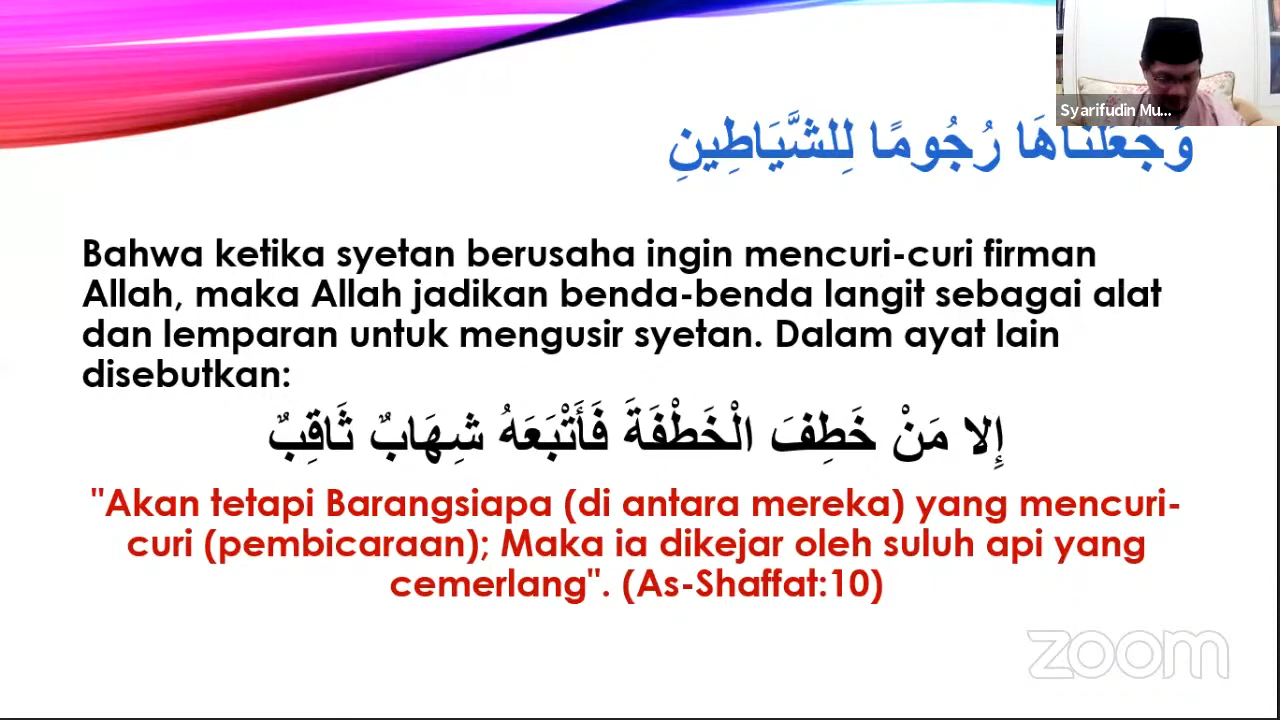 Syarifudin Mu...
وَجَعَلْنَاهَا رُجُومًا لِلشَّيَاطِينِ
Bahwa ketika syetan berusaha ingin mencuri-curi firman
Allah, maka Allah jadikan benda-benda langit sebagai alat
dan lemparan untuk mengusir syetan. Dalam ayat lain
disebutkan:
إِلا مَنْ خَطِفَ الْخَطْفَةَ فَأَتْبَعَهُ شِهَابٌ ثَاقِبٌ
"Akan tetapi Barangsiapa (di antara mereka) yang mencuri-
curi (pembicaraan); Maka ia dikejar oleh suluh api yang
cemerlang". (As-Shaffat:10)
zoom